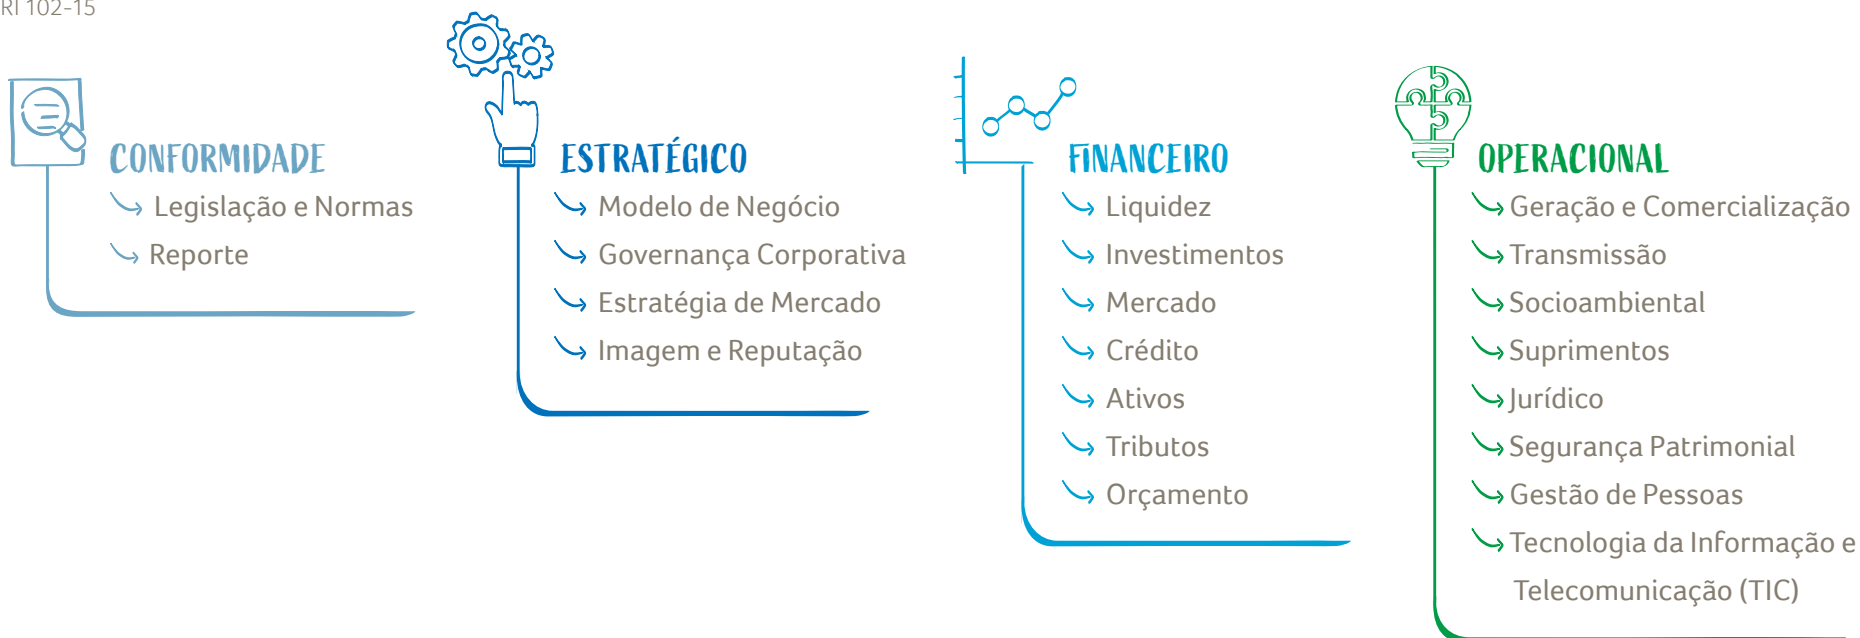 RI 102-15
CONFORMIDADE
Legislação e Normas
Reporte
ESTRATÉGICO
Modelo de Negócio
Governança Corporativa
Estratégia de Mercado
Imagem e Reputação
FINANCEIRO
Liquidez
Investimentos
Mercado
Crédito
Ativos
Tributos
Orçamento
OPERACIONAL
Geração e Comercialização
Transmissão
Socioambiental
Suprimentos
Jurídico
Segurança Patrimonial
Gestão de Pessoas
Tecnologia da Informação e
Telecomunicação (TIC)